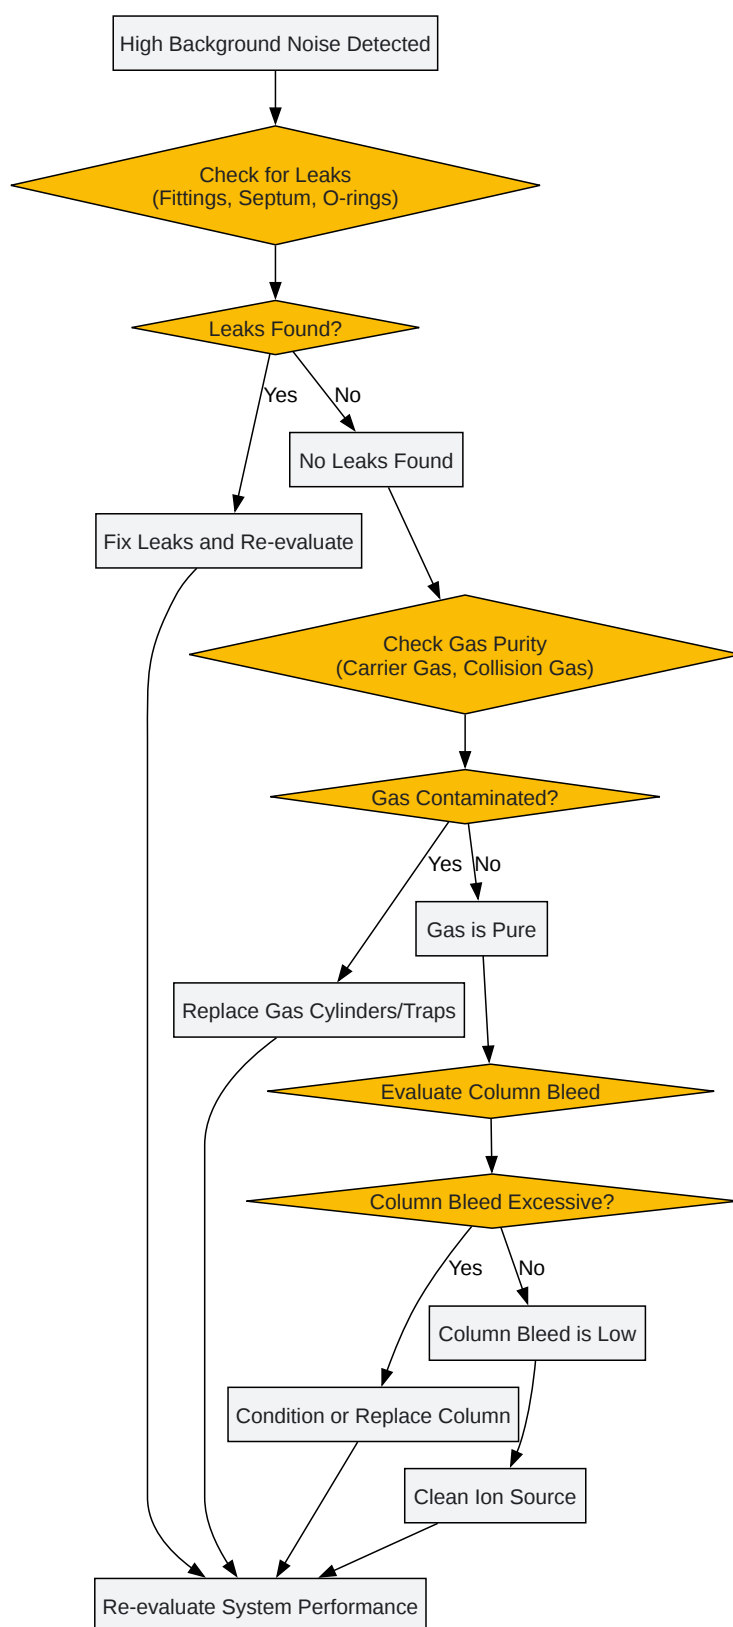 High Background Noise Detected
Check for Leaks
(Fittings, Septum, O-rings)
Leaks Found?
Yes
No
No Leaks Found
Fix Leaks and Re-evaluate
Check Gas Purity
(Carrier Gas, Collision Gas)
Gas Contaminated?
Yes
No
Gas is Pure
Replace Gas Cylinders/Traps
Evaluate Column Bleed
Column Bleed Excessive?
Yes
No
Column Bleed is Low
Condition or Replace Column
Clean Ion Source
Re-evaluate System Performance